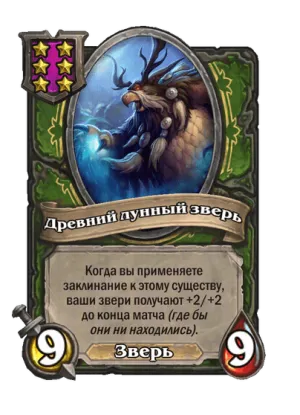 Древний лунный зверь
Когда вы применяете
заклинание к этому существу,
ваши звери получают +2/+2
до конца матча (где бы
они ни находились).
9
Зверь
9